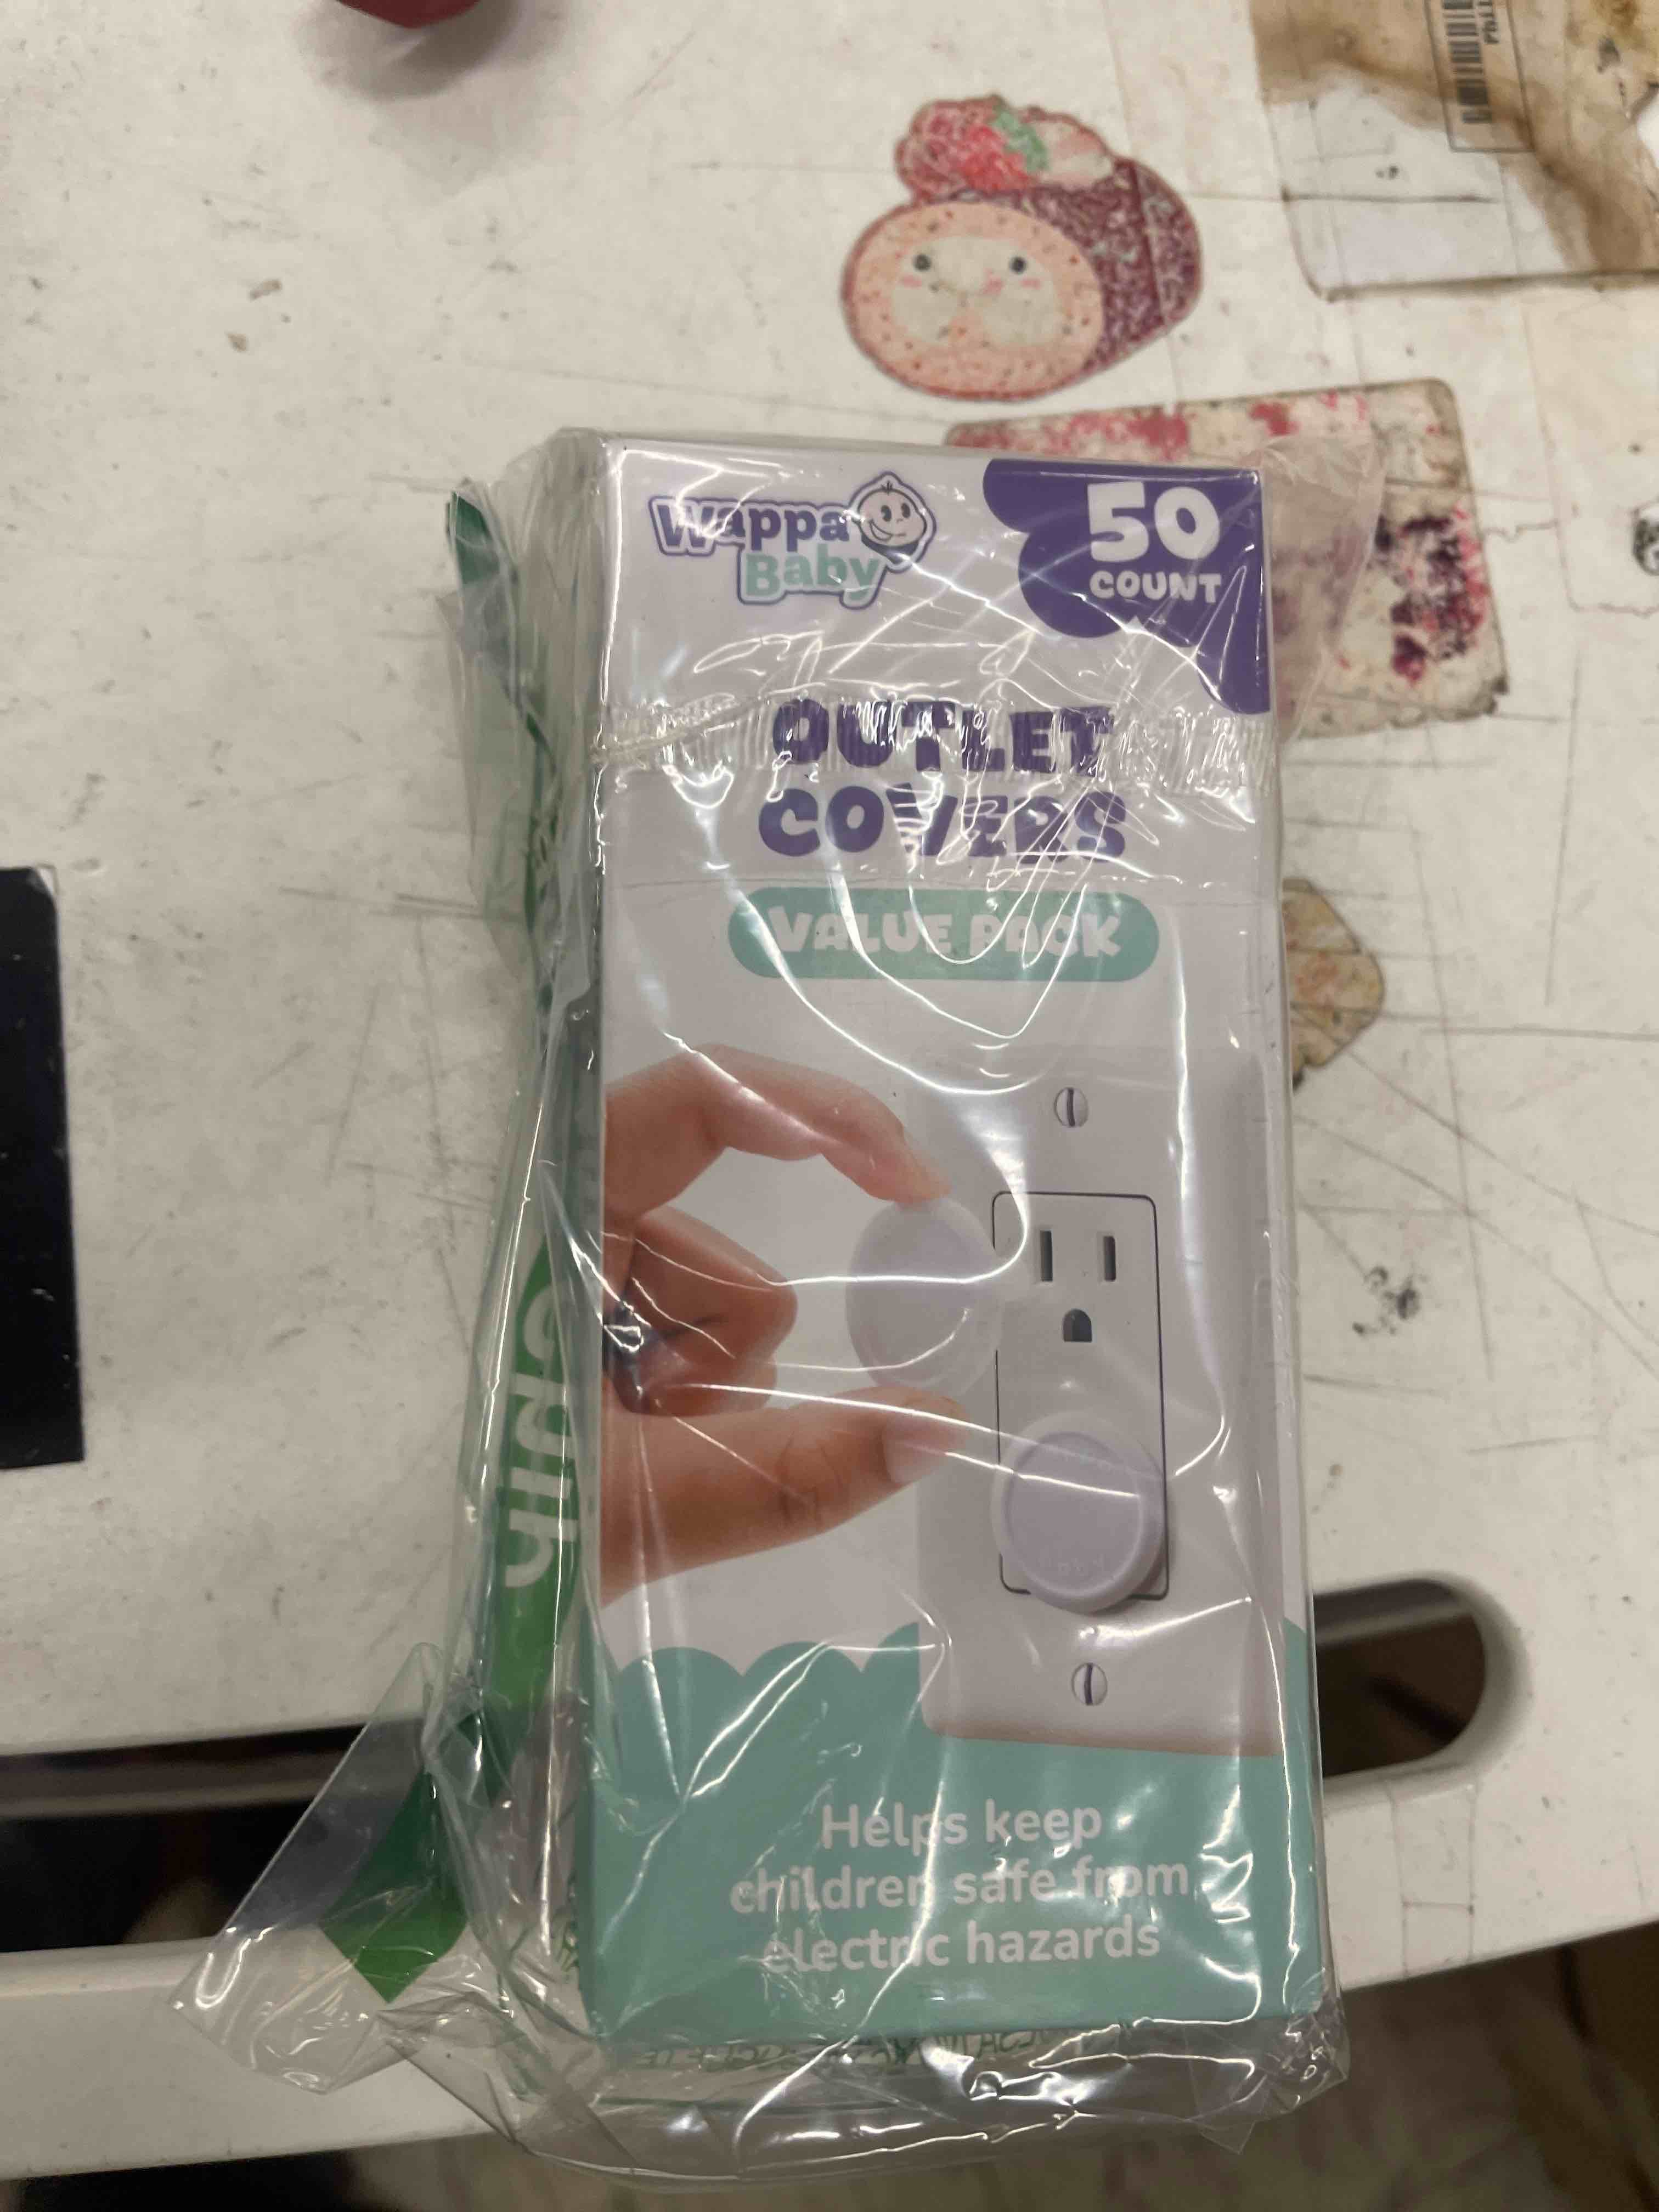 Wappa
Baby
50
COUNT
OUTLET
COVERS
VALUE PACK
Helps keep
children safe from
electric hazards